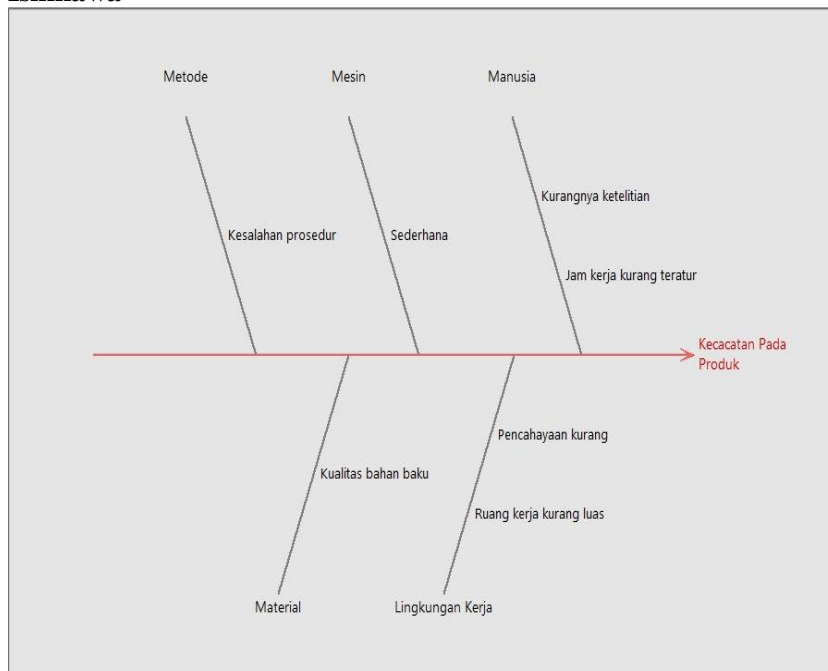 Metode
Mesin
Manusia
Kurangnya ketelitian
Kesalahan prosedur
Sederhana
Jam kerja kurang teratur
Kecacatan Pada
Produk
Pencahayaan kurang
Kualitas bahan baku
Ruang kerja kurang luas
Material
Lingkungan Kerja